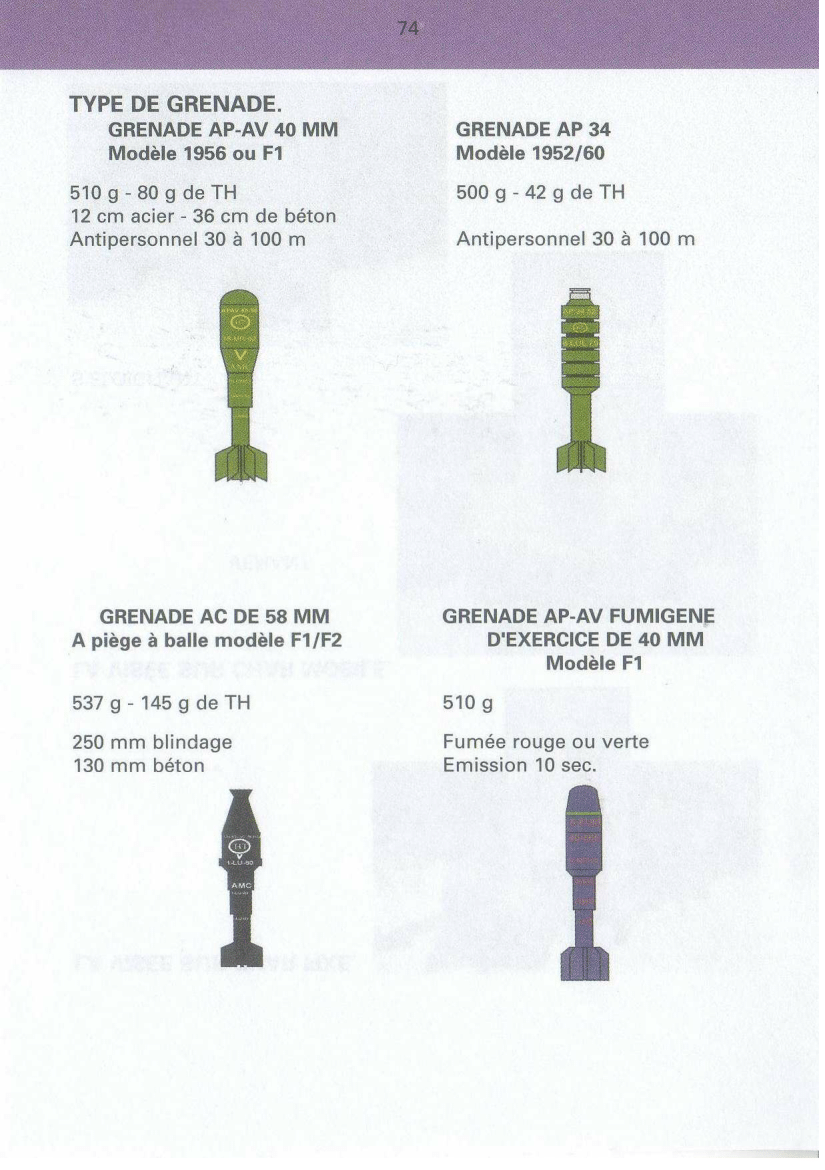 74
TYPE DE GRENADE.
GRENADE AP-AV 40 MM
Modèle 1956 ou F1
510 g - 80 g de TH
12 cm acier - 36 cm de béton
Antipersonnel 30 à 100 m
GRENADE AP 34
Modèle 1952/60
500 g - 42 g de TH
Antipersonnel 30 à 100 m
GRENADE AC DE 58 MM
A piège à balle modèle F1/F2
537 g - 145 g de TH
250 mm blindage
130 mm béton
1-LU-60
AMC
GRENADE AP-AV FUMIGENE
D'EXERCICE DE 40 MM
Modèle F1
510 g
Fumée rouge ou verte
Emission 10 sec.